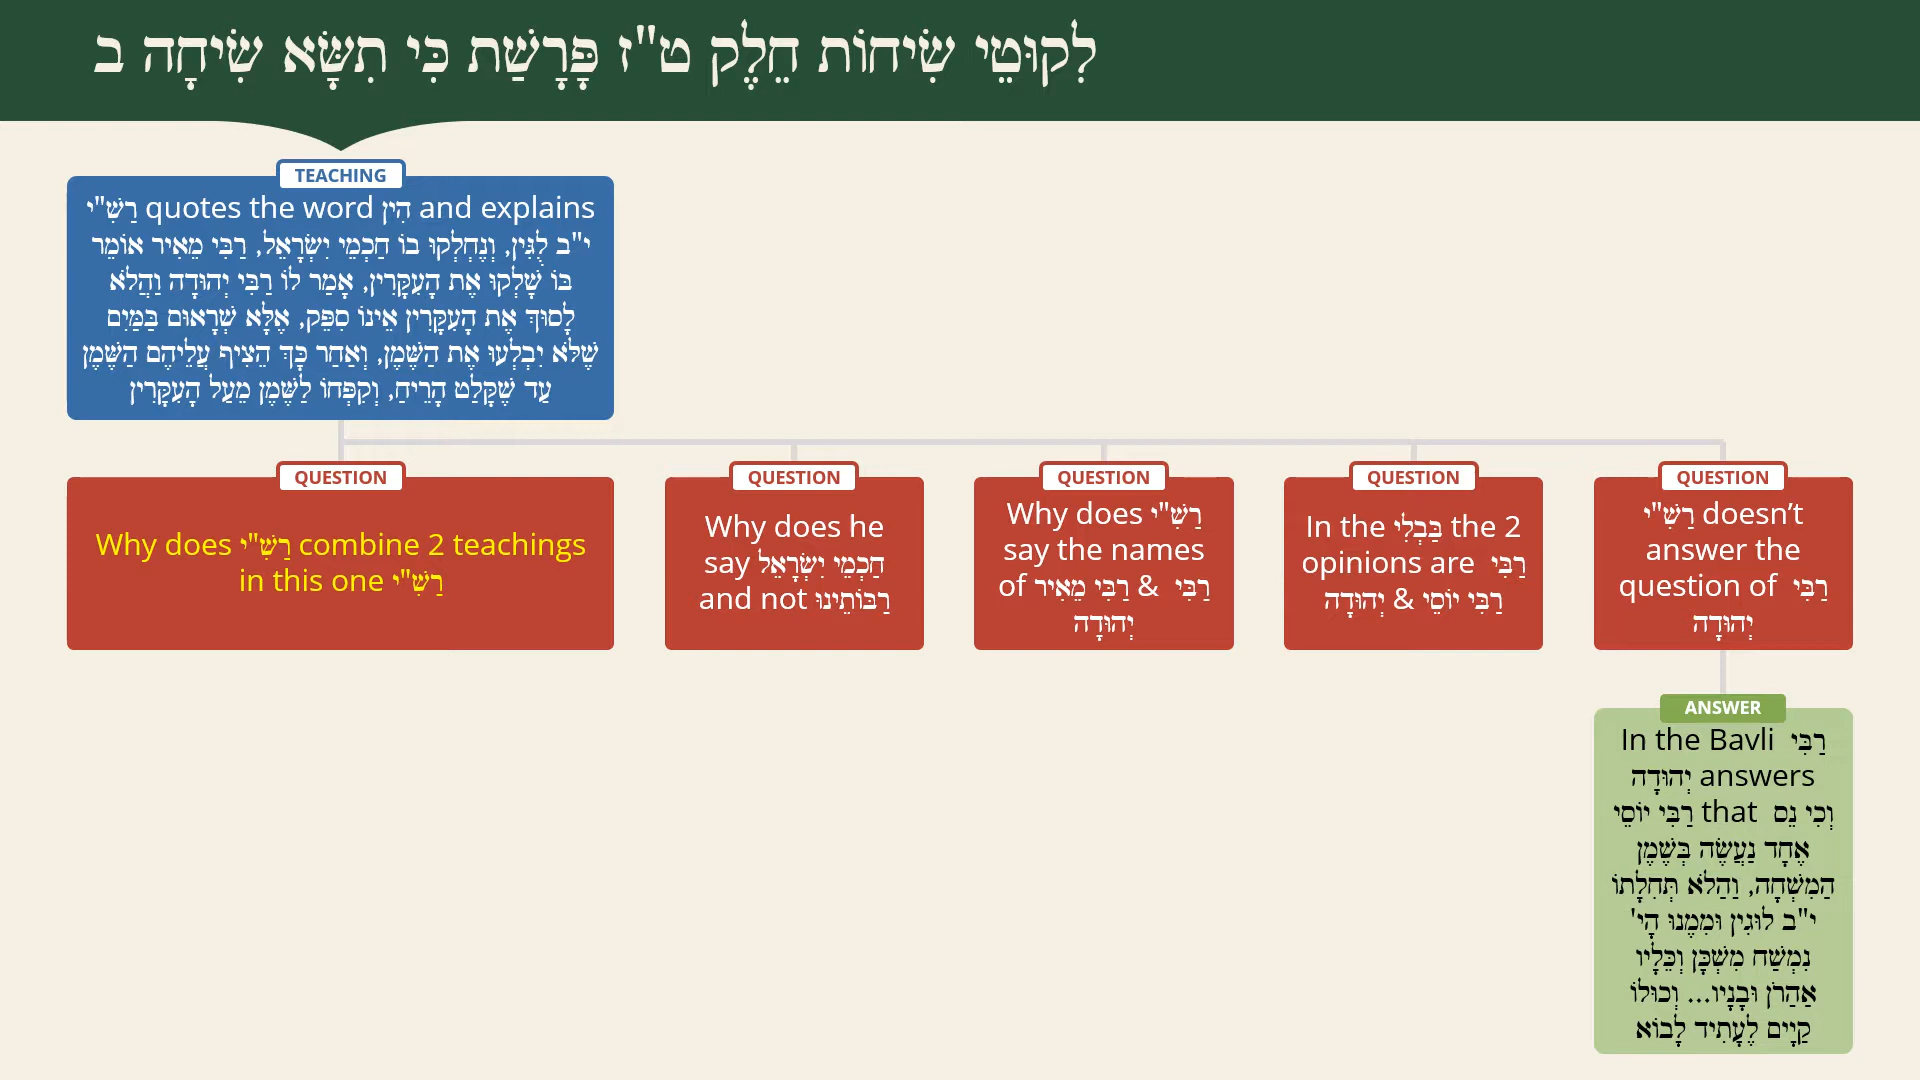 לִקוּטֵי שִׂיחוֹת חֵלֶק ט"ז פָּרָשַׁת כִּי תִשָּׂא שִׂיחָה ב
TEACHING
רַשִׁ"י quotes the word הִין and explains
י"ב לֻגִּין, וְנֶחְלְקוּ בוֹ חַכְמֵי יִשְׂרָאֵל, רַבִּי מֵאִיר אוֹמֵר
בּוֹ שָׁלְקוּ אֶת הָעִקָּרִין, אָמַר לוֹ רַבִּי יְהוּדָה וַהֲלֹא
לָסוּךְ אֶת הָעִקָּרִין אֵינוֹ סִפֵּק, אֶלָּא שְׁרָאוּם בַּמַּיִם
שֶׁלֹּא יִבְלְעוּ אֶת הַשֶּׁמֶן, וְאַחַר כָּךְ הֵצִיף עֲלֵיהֶם הַשֶּׁמֶן
עַד שֶׁקָּלַט הָרֵיחַ, וְקִפְּחוֹ לַשֶּׁמֶן מֵעַל הָעִקָּרִין
QUESTION
Why does רַשִׁ"י combine 2 teachings
in this one רַשִׁ"י
QUESTION
Why does he
say חַכְמֵי יִשְׂרָאֵל
and not רַבּוֹתֵינוּ
QUESTION
Why does רַשִׁ"י
say the names
of רַבִּי מֵאִיר & רַבִּי
יְהוּדָה
QUESTION
In the בַּבְלִי the 2
opinions are רַבִּי
יְהוּדָה & רַבִּי יוֹסֵי
QUESTION
רַשִׁ"י doesn’t
answer the
question of רַבִּי
יְהוּדָה
ANSWER
In the Bavli רַבִּי
יְהוּדָה answers
רַבִּי יוֹסֵי that וְכִי נֵס
אֶחָד נַעֲשֶׂה בְּשֶׁמֶן
הַמִשְׁחָה, וַהַלֹא תְּחִלָתוֹ
י"ב לוּגִין וּמִמֶנוּ הָי'
נִמְשַׁח מִשְׁכָּן וְכֵּלָיו
אַהַרֹן וּבָנָיו... וְכוּלוֹ
קַיָים לֶעָתִיד לָבוֹא